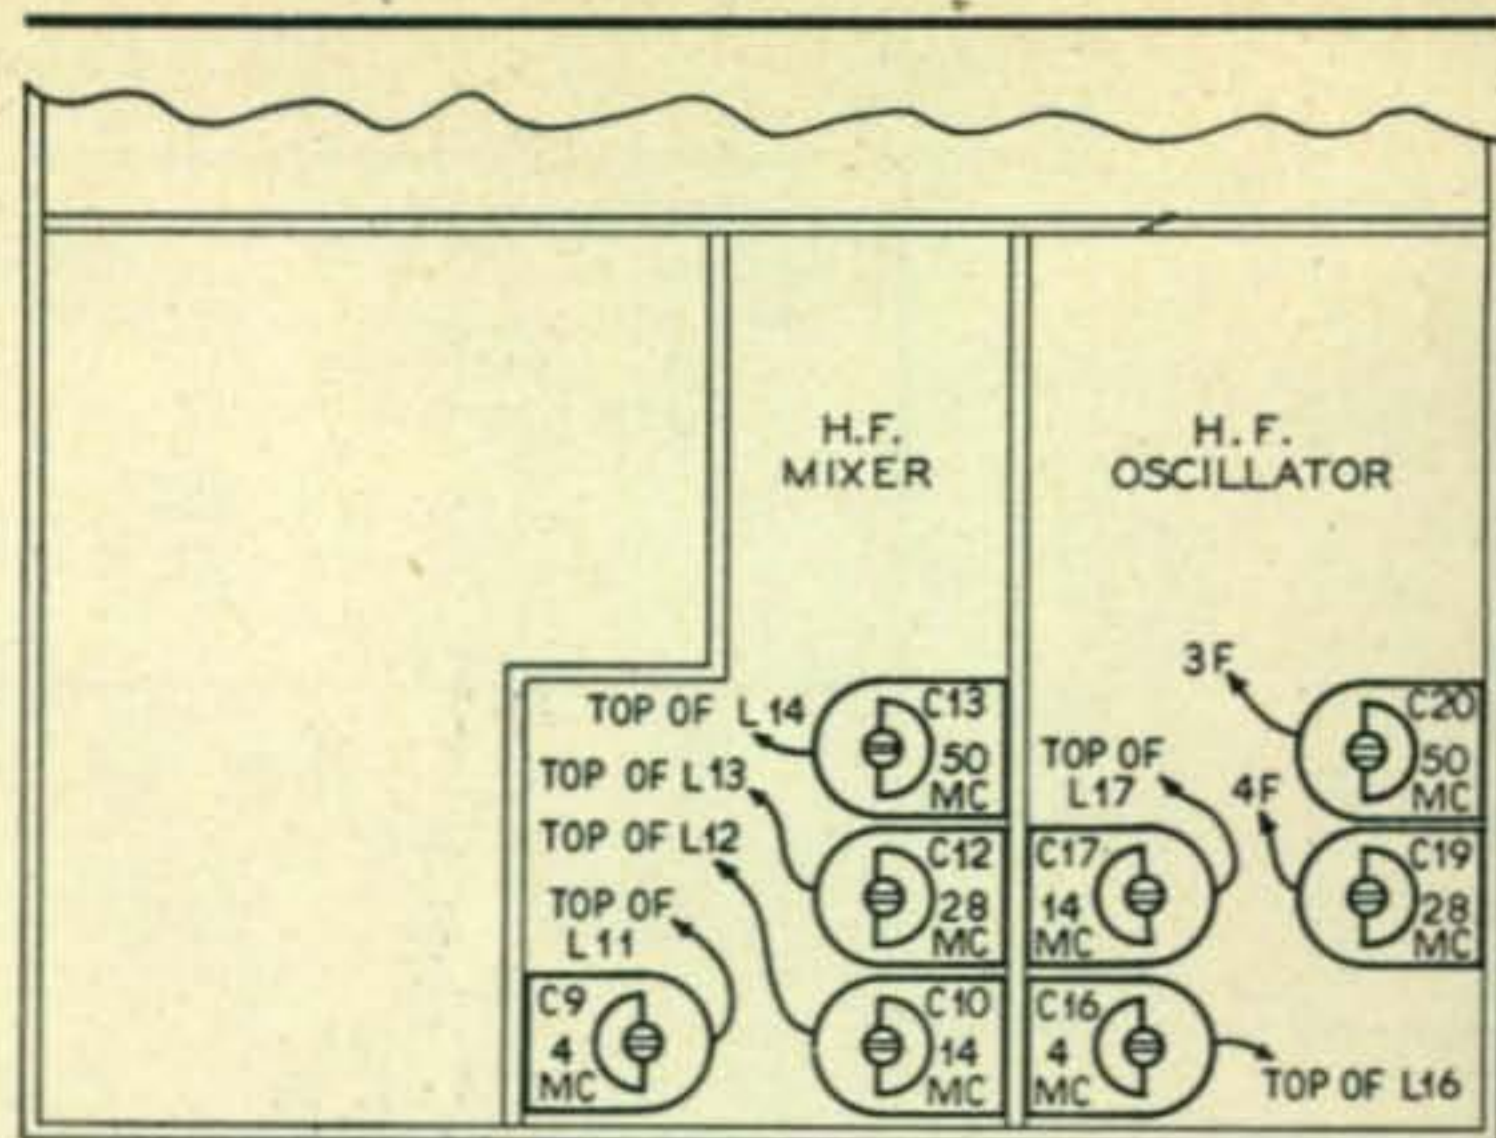 H.F.
MIXER
H.F.
OSCILLATOR
3F
TOP OF L14
C13
50
MC
C20
50
MC
TOP OF L13
TOP OF
L17
4F
TOP OF L12
C12
28
MC
C17
14
MC
C19
28
MC
TOP OF
L11
C9
4
MC
C10
14
MC
C16
4
MC
TOP OF L16